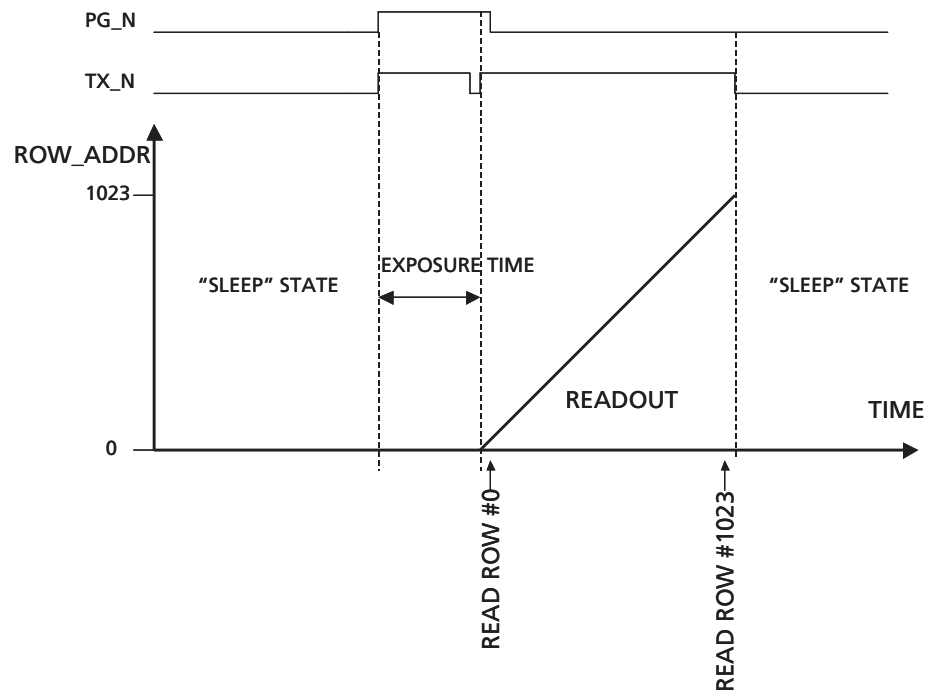 PG_N
TX_N
ROW_ADDR
1023
EXPOSURE TIME
“SLEEP” STATE
“SLEEP” STATE
READOUT
TIME
0
READ ROW #0
READ ROW #1023